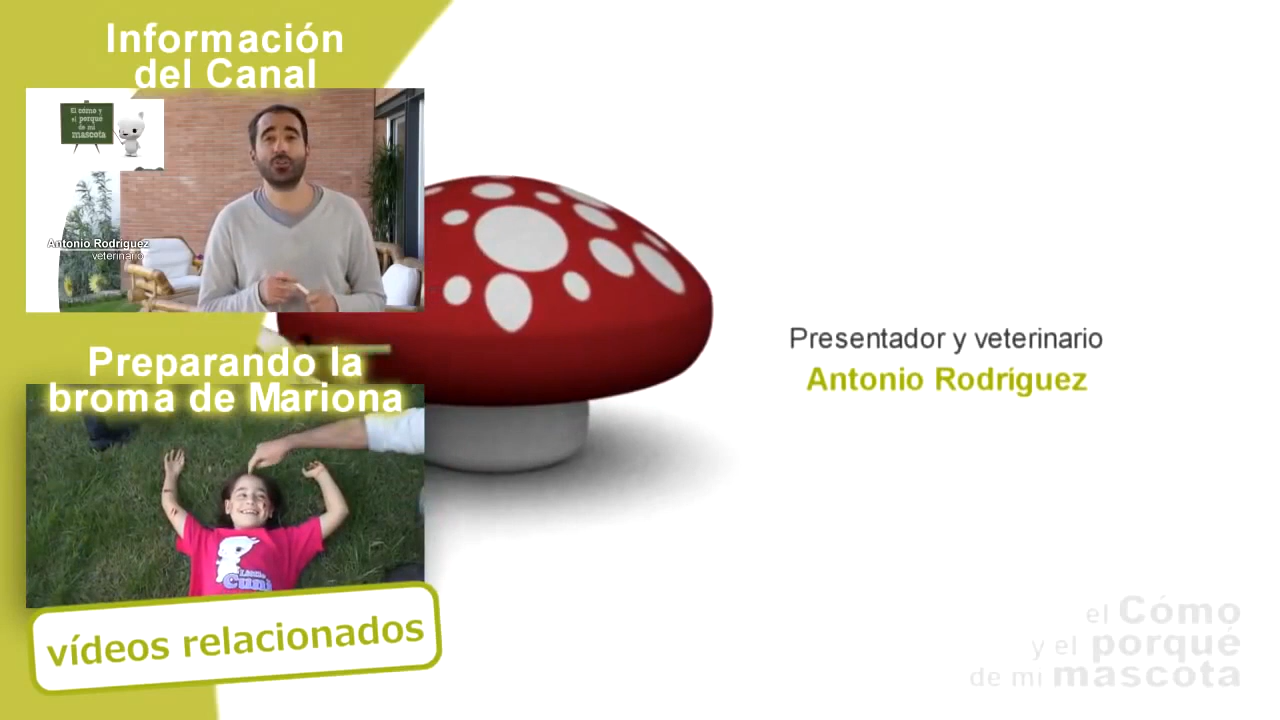 Información
del Canal
El cómo y
el porqué
de mi
mascota
Antonio Rodríguez
veterinario
Preparando la
broma de Mariona
Cuni
vídeos relacionados
Presentador y veterinario
Antonio Rodríguez
el Cómo
y el porqué
de mi mascota